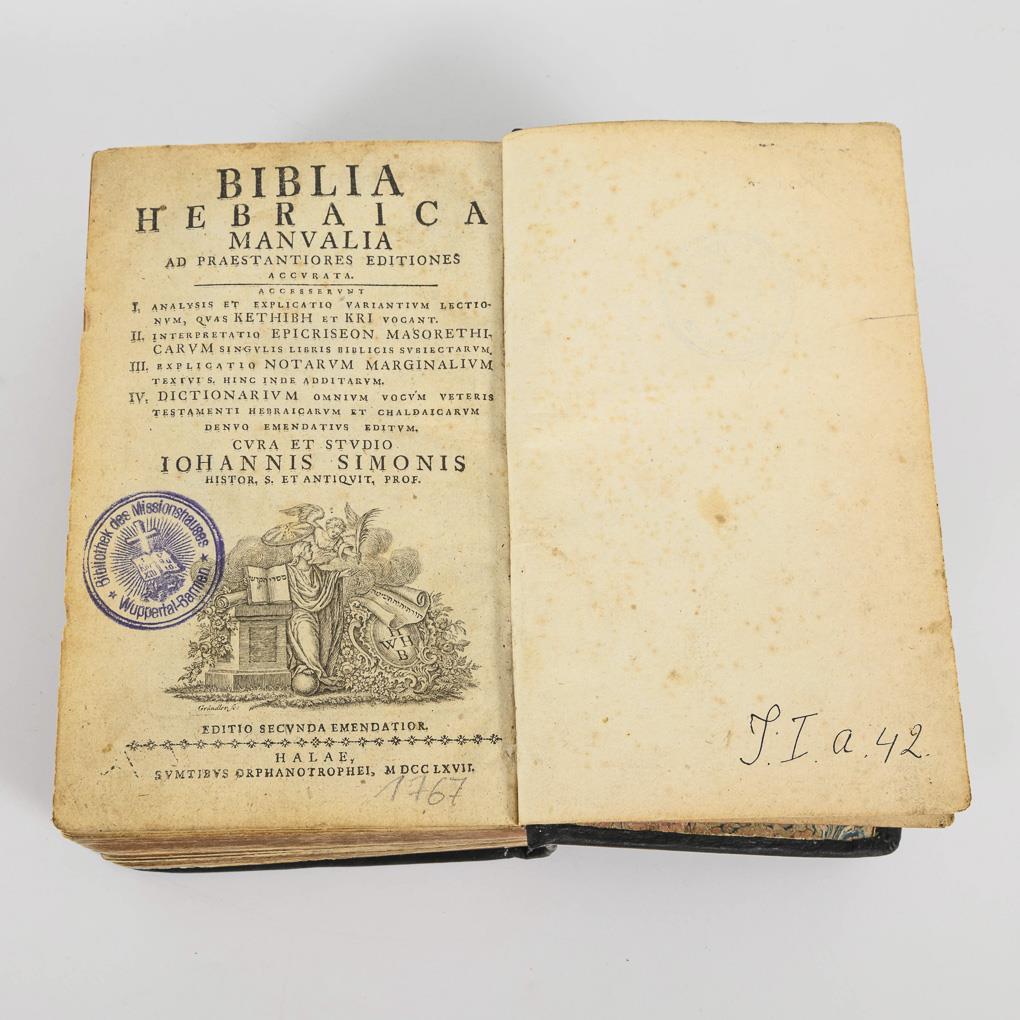 BIBLIA
HEBRAICA
MANVALIA
AD PRAESTANTIORES EDITIONES
ACCVRATA.
ACCESSERVNT
I. ANALYSIS ET EXPLICATIO VARIANTIVM LECTIO-
NVM, QVAS KETHIBH ET KRI VOCANT.
II. INTERPRETATIO EPICRISEON MASORETHI-
CARVM SINGVLIS LIBRIS BIBLICIS SVBIECTARVM.
III. EXPLICATIO NOTARVM MARGINALIVM
TEXTVI S. HINC INDE ADDITARVM.
IV. DICTIONARIVM OMNIVM VOCVM VETERIS
TESTAMENTI HEBRAICARVM ET CHALDAICARVM
DENVO EMENDATIVS EDITVM.
CVRA ET STVDIO
IOHANNIS SIMONIS
HISTOR. S. ET ANTIQVIT. PROF.
Bibliothek des Missionshauses
* Wuppertal-Barmen *
WHB
H
Gründler sc.
EDITIO SECVNDA EMENDATIOR.
HALAE,
SVMTIBVS ORPHANOTROPHEI, MDCCLXVII.
1767
J. I. a. 42.